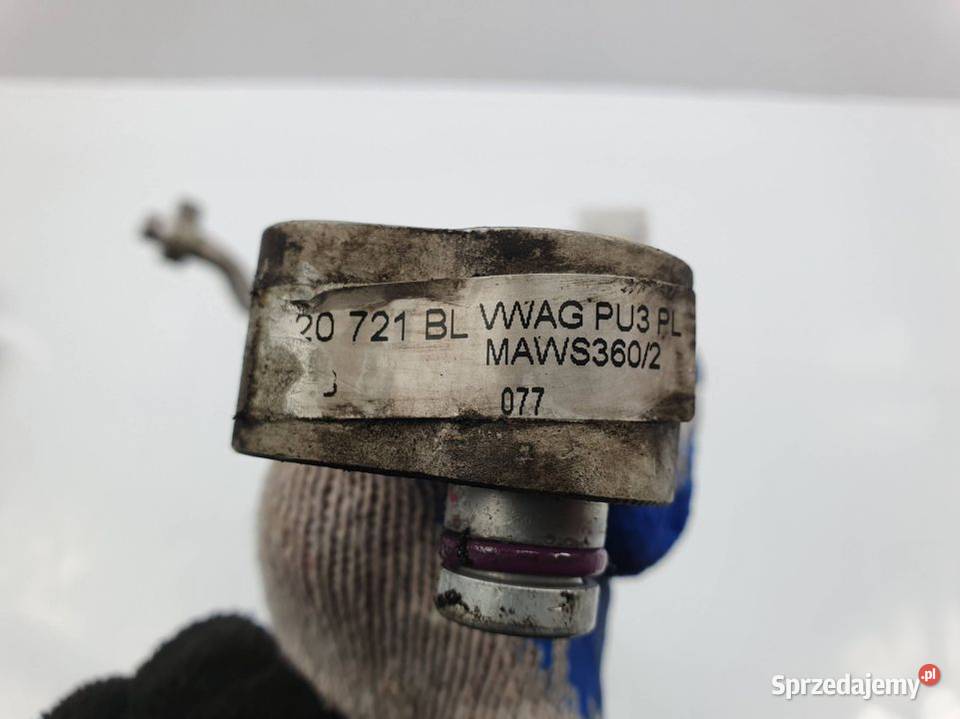 20 721 BL VWAG PU3 PL
MAWS360/2
077
Sprzedajemy.pl